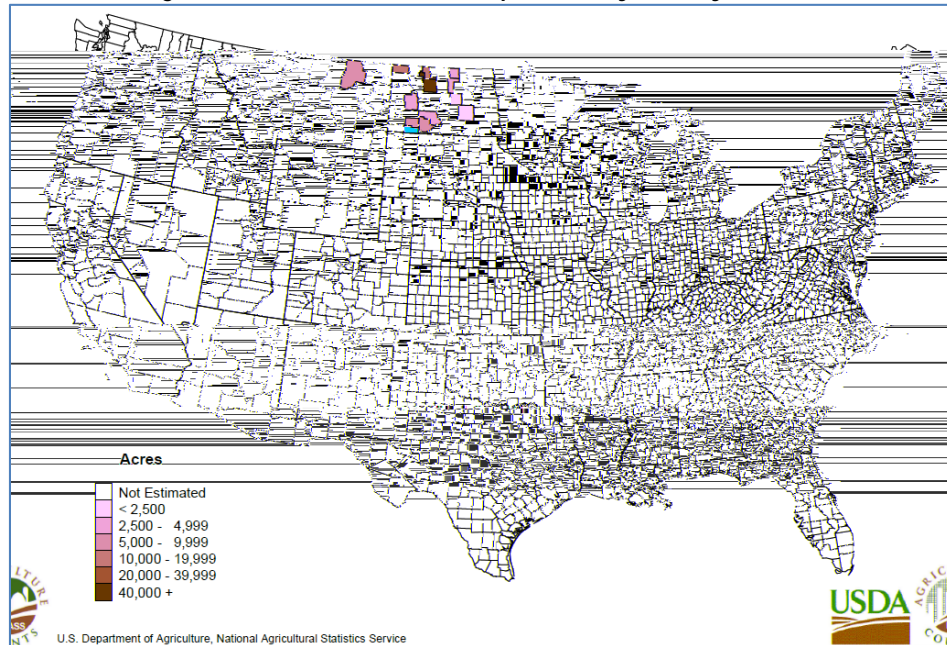 Acres
Not Estimated
< 2,500
2,500 - 4,999
5,000 - 9,999
10,000 - 19,999
20,000 - 39,999
40,000 +
USDA
U.S. Department of Agriculture, National Agricultural Statistics Service